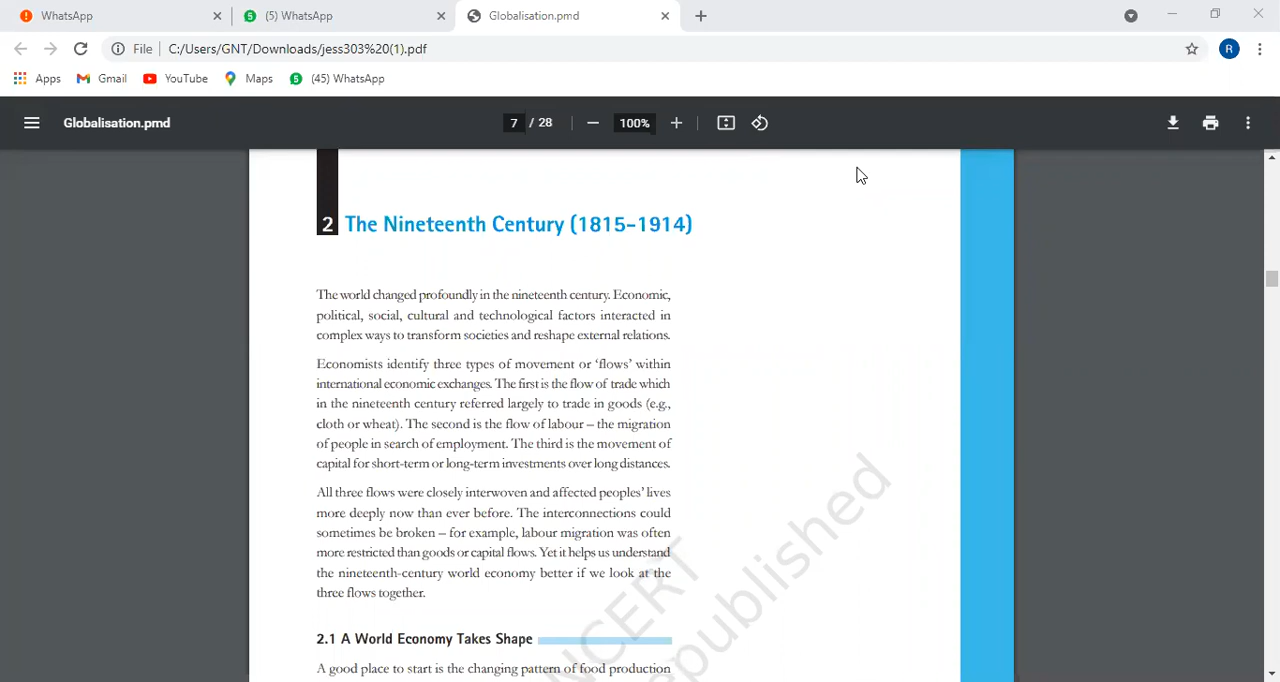 WhatsApp
(5) WhatsApp
Globalisation.pmd
File
C:/Users/GNT/Downloads/jess303%20(1).pdf
R
Apps
Gmail
YouTube
Maps
(45) WhatsApp
Globalisation.pmd
7 / 28
100%
2 The Nineteenth Century (1815–1914)
The world changed profoundly in the nineteenth century. Economic,
political, social, cultural and technological factors interacted in
complex ways to transform societies and reshape external relations.
Economists identify three types of movement or ‘flows’ within
international economic exchanges. The first is the flow of trade which
in the nineteenth century referred largely to trade in goods (e.g.,
cloth or wheat). The second is the flow of labour – the migration
of people in search of employment. The third is the movement of
capital for short-term or long-term investments over long distances.
All three flows were closely interwoven and affected peoples’ lives
more deeply now than ever before. The interconnections could
sometimes be broken – for example, labour migration was often
more restricted than goods or capital flows. Yet it helps us understand
the nineteenth-century world economy better if we look at the
three flows together.
2.1 A World Economy Takes Shape
A good place to start is the changing pattern of food production